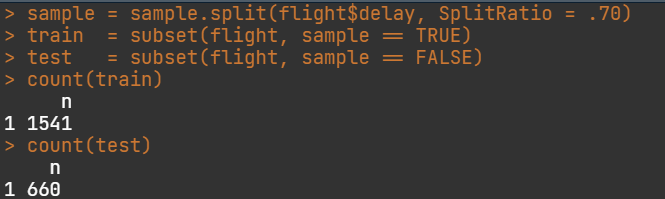 > sample = sample.split(flight$delay, SplitRatio = .70)
> train  = subset(flight, sample == TRUE)
> test   = subset(flight, sample == FALSE)
> count(train)
     n
1 1541
> count(test)
    n
1 660